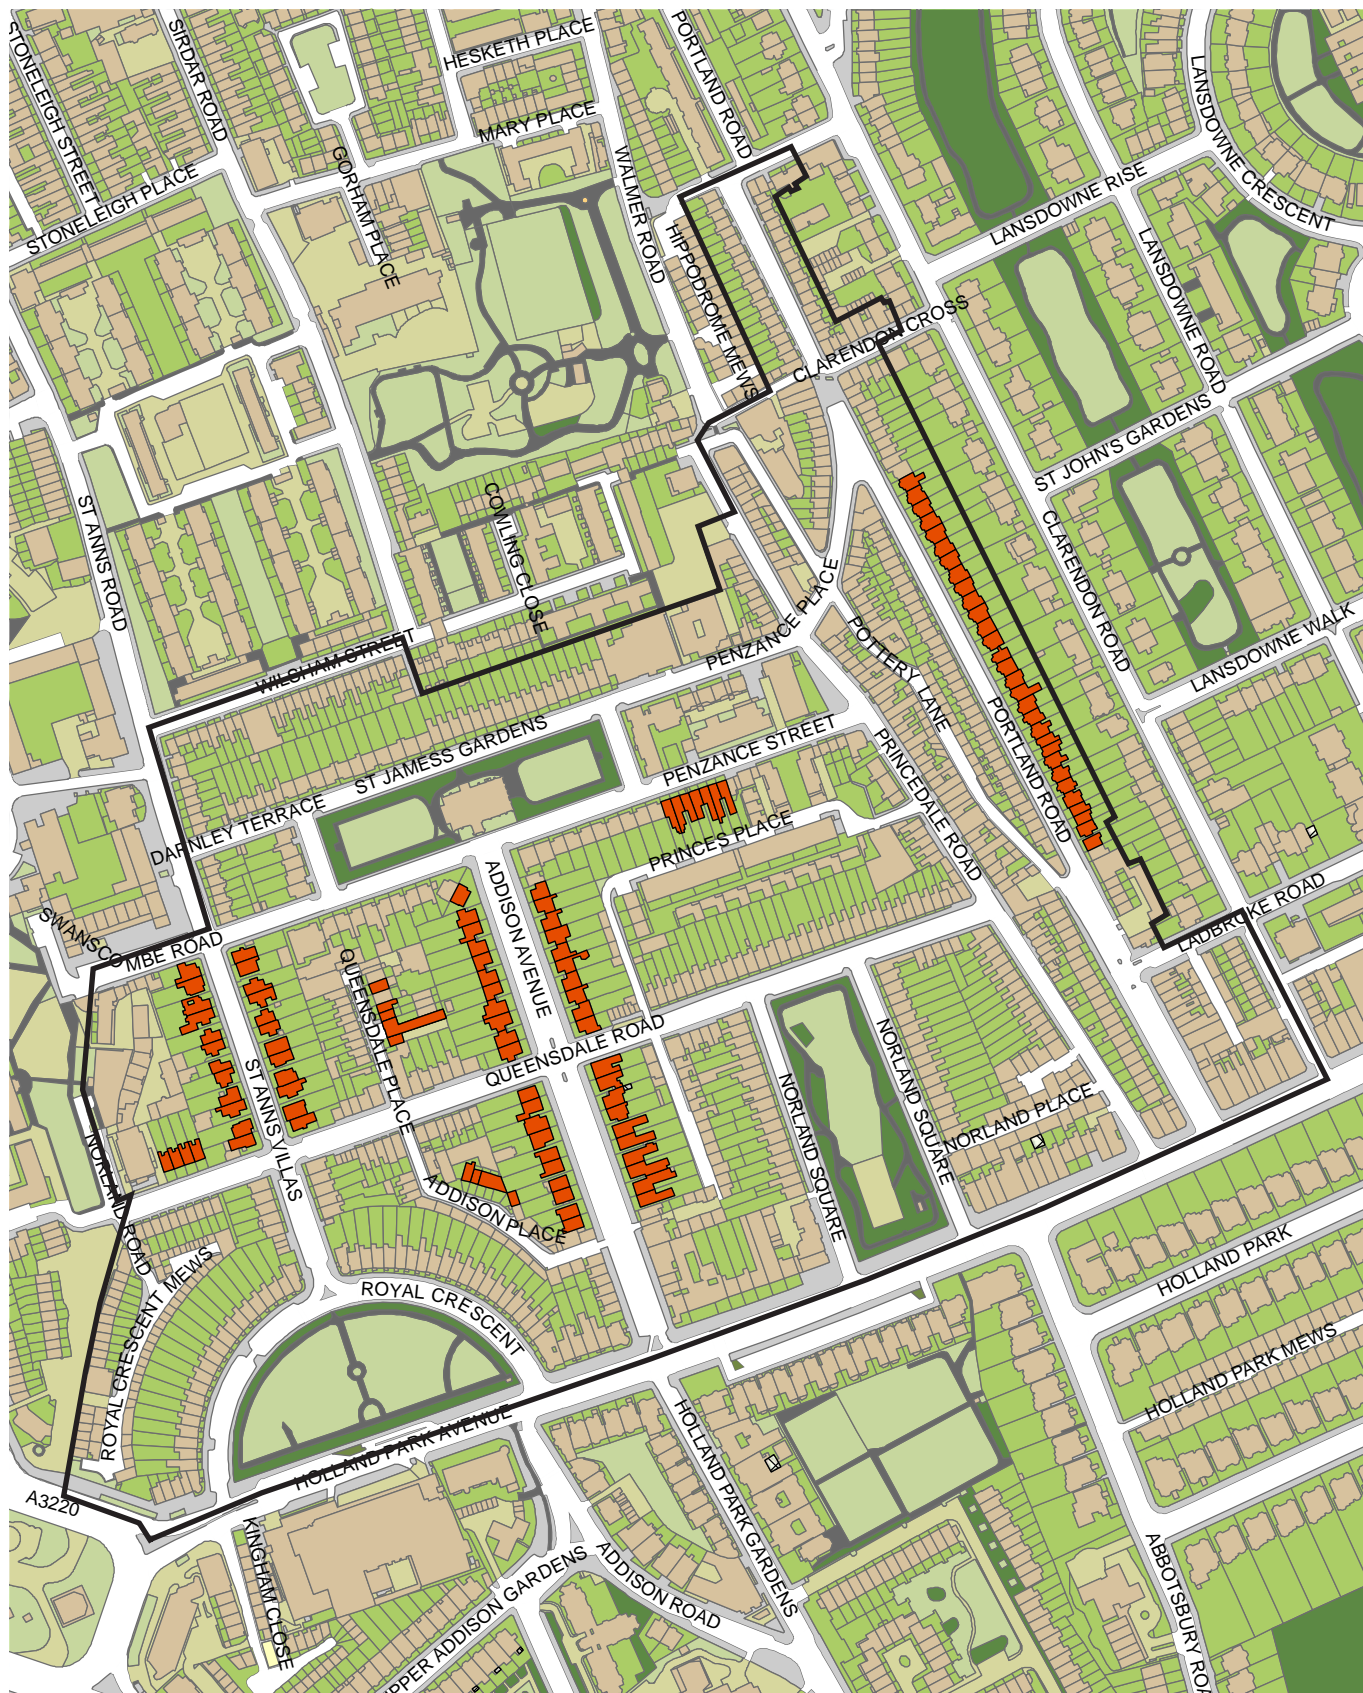 STONELEIGH STREET
SIRDAR ROAD
HESKETH PLACE
PORTLAND ROAD
MARY PLACE
LANSDOWNE CRESCENT
GORHAM PLACE
WALMER ROAD
STONELEIGH PLACE
LANSDOWNE RISE
HIPPODROME MEWS
LANSDOWNE ROAD
CLARENDON CROSS
ST JOHN'S GARDENS
ST ANNS ROAD
COWLING CLOSE
CLARENDON ROAD
PENZANCE PLACE
WILSHAM STREET
POTTERY LANE
LANSDOWNE WALK
PORTLAND ROAD
ST JAMESS GARDENS
PENZANCE STREET
PRINCEDALE ROAD
DARNLEY TERRACE
PRINCES PLACE
ADDISON AVENUE
LADBROKE ROAD
SWANSCO
MBE ROAD
QUEENSDALE PLACE
QUEENSDALE ROAD
NORLAND SQUARE
ST ANNS VILLAS
NORLAND SQUARE
NORLAND PLACE
NORLAND ROAD
ADDISON PLACE
ROYAL CRESCENT MEWS
ROYAL CRESCENT
HOLLAND PARK
HOLLAND PARK MEWS
HOLLAND PARK AVENUE
HOLLAND PARK GARDENS
A3220
KINGHAM CLOSE
UPPER ADDISON GARDENS
ADDISON ROAD
ABBOTSBURY ROA